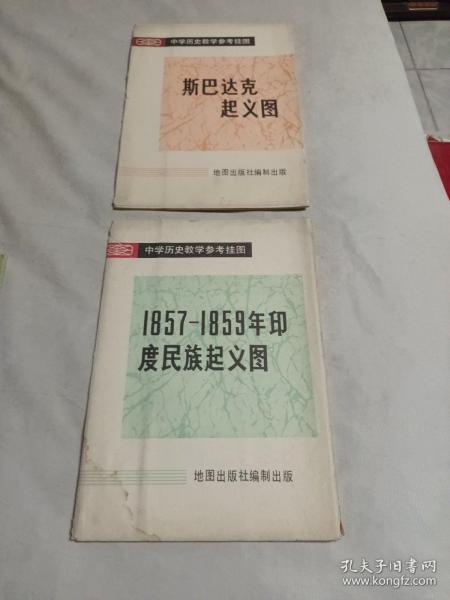 中学历史教学参考挂图
斯巴达克
起义图
地图出版社编制出版
中学历史教学参考挂图
1857-1859年印
度民族起义图
地图出版社编制出版
孔夫子旧书网
www.kongfz.com